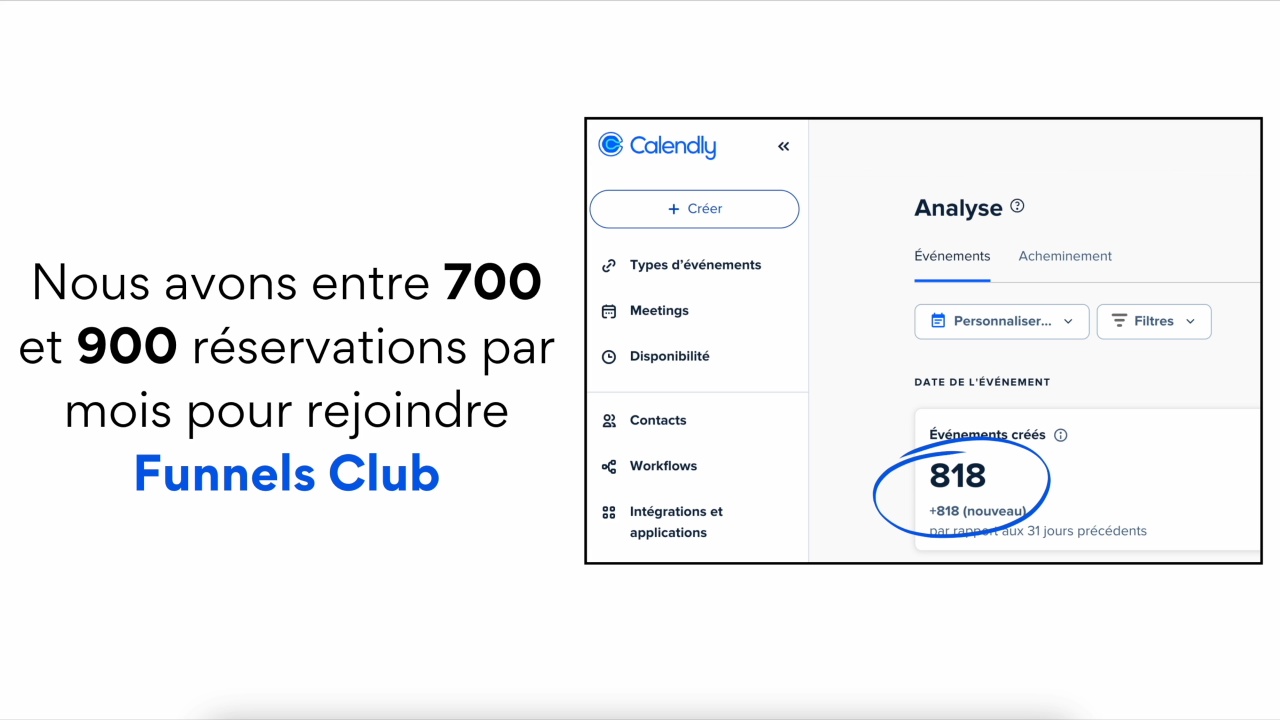 Nous avons entre 700
et 900 réservations par
mois pour rejoindre
Funnels Club
Calendly
+ Créer
Types d'événements
Meetings
Disponibilité
Contacts
Workflows
Intégrations et
applications
Analyse
Événements Acheminement
Personnaliser... Filtres
DATE DE L'ÉVÉNEMENT
Événements créés
818
+818 (nouveau)
par rapport aux 31 jours précédents